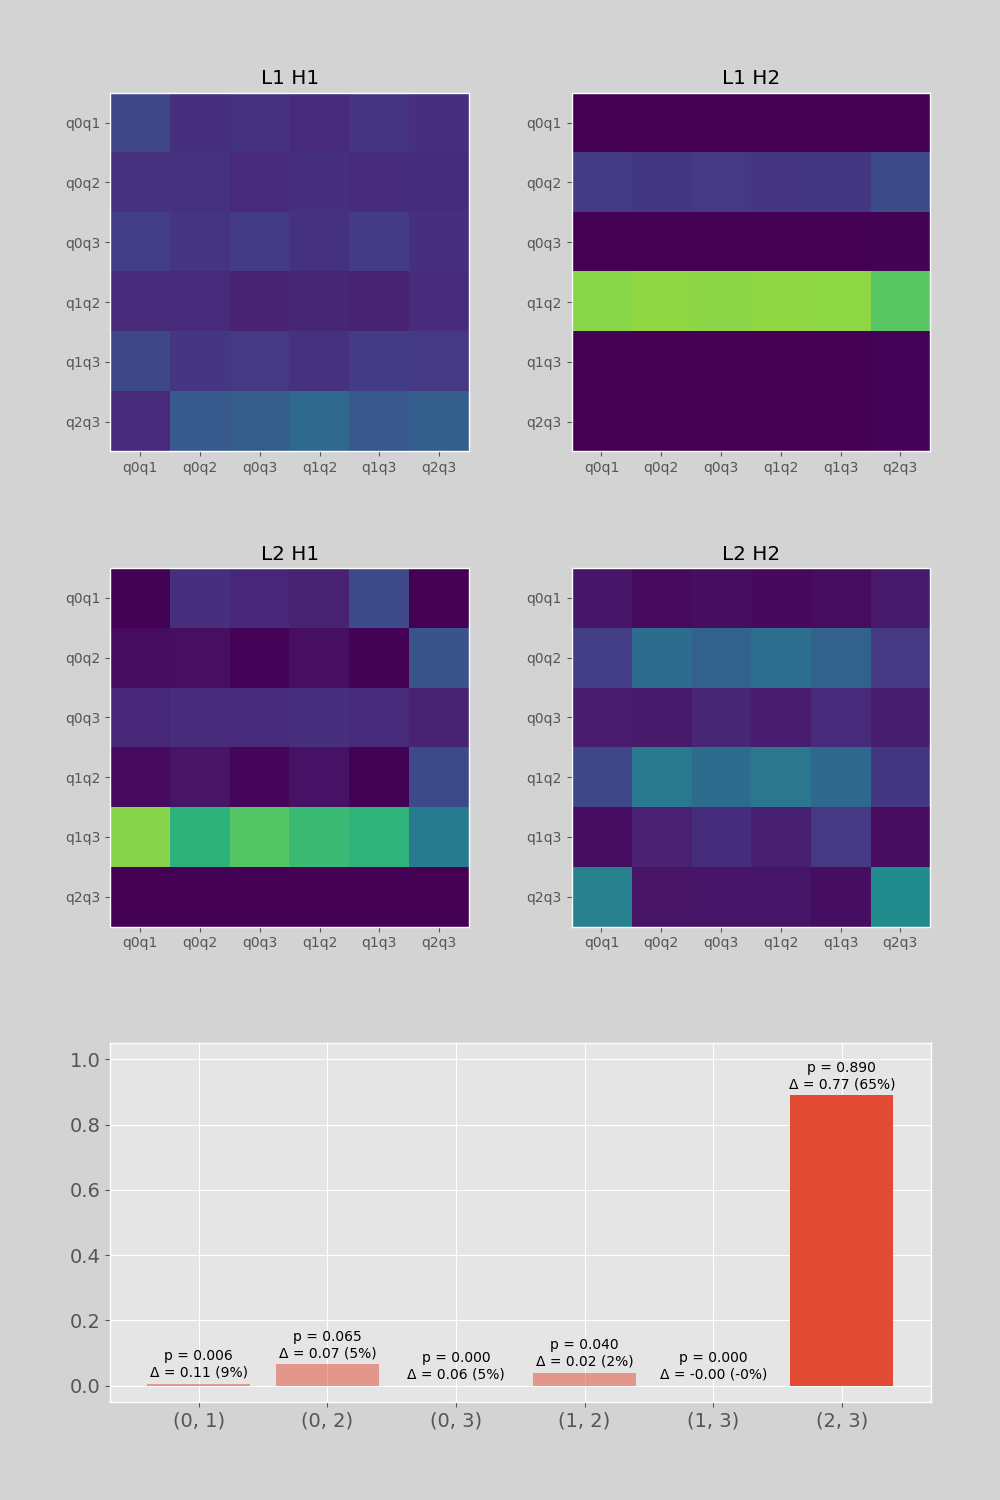 L1 H1
L1 H2
q0q1
q0q2
q0q3
q1q2
q1q3
q2q3
q0q1 q0q2 q0q3 q1q2 q1q3 q2q3
q0q1
q0q2
q0q3
q1q2
q1q3
q2q3
q0q1 q0q2 q0q3 q1q2 q1q3 q2q3
L2 H1
L2 H2
q0q1
q0q2
q0q3
q1q2
q1q3
q2q3
q0q1 q0q2 q0q3 q1q2 q1q3 q2q3
q0q1
q0q2
q0q3
q1q2
q1q3
q2q3
q0q1 q0q2 q0q3 q1q2 q1q3 q2q3
1.0
0.8
0.6
0.4
0.2
0.0
p = 0.006
Δ = 0.11 (9%)
p = 0.065
Δ = 0.07 (5%)
p = 0.000
Δ = 0.06 (5%)
p = 0.040
Δ = 0.02 (2%)
p = 0.000
Δ = -0.00 (-0%)
p = 0.890
Δ = 0.77 (65%)
(0, 1) (0, 2) (0, 3) (1, 2) (1, 3) (2, 3)